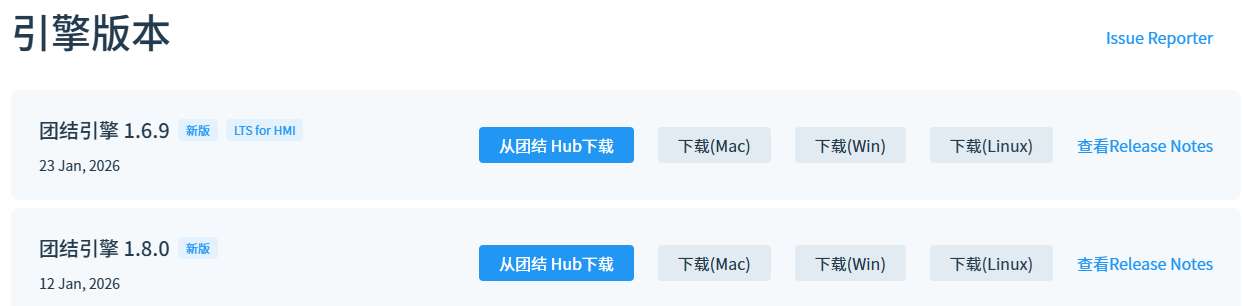 引擎版本
Issue Reporter
团结引擎 1.6.9 新版 LTS for HMI
23 Jan, 2026
从团结 Hub下载 下载(Mac) 下载(Win) 下载(Linux) 查看Release Notes
团结引擎 1.8.0 新版
12 Jan, 2026
从团结 Hub下载 下载(Mac) 下载(Win) 下载(Linux) 查看Release Notes